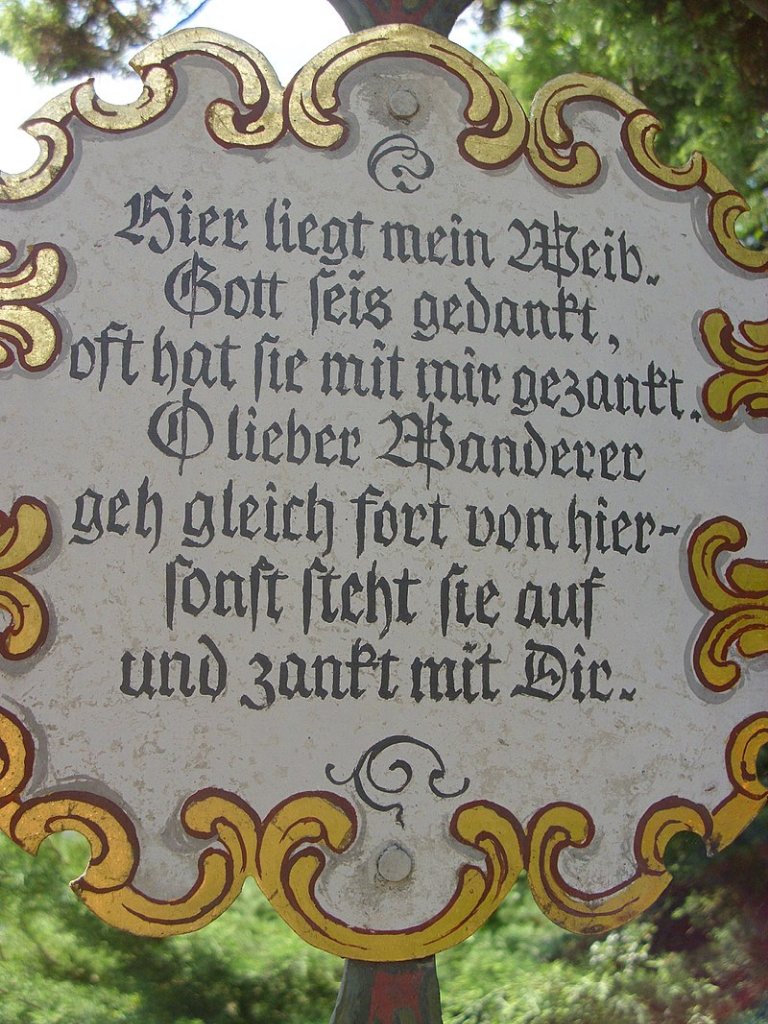 Hier liegt mein Weib.
Gott seis gedankt,
oft hat sie mit mir gezankt.
O lieber Wanderer
geh gleich fort von hier-
sonst steht sie auf
und zankt mit Dir.